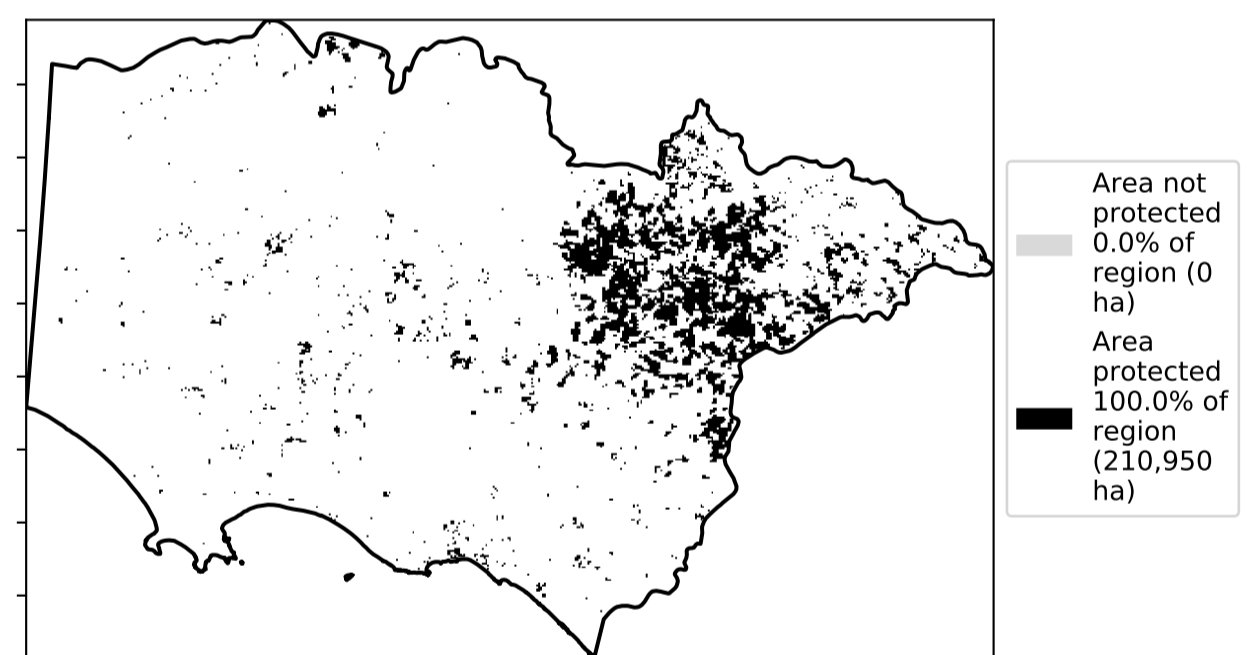 Area not
protected
0.0% of
region (0
ha)
Area
protected
100.0% of
region
(210,950
ha)